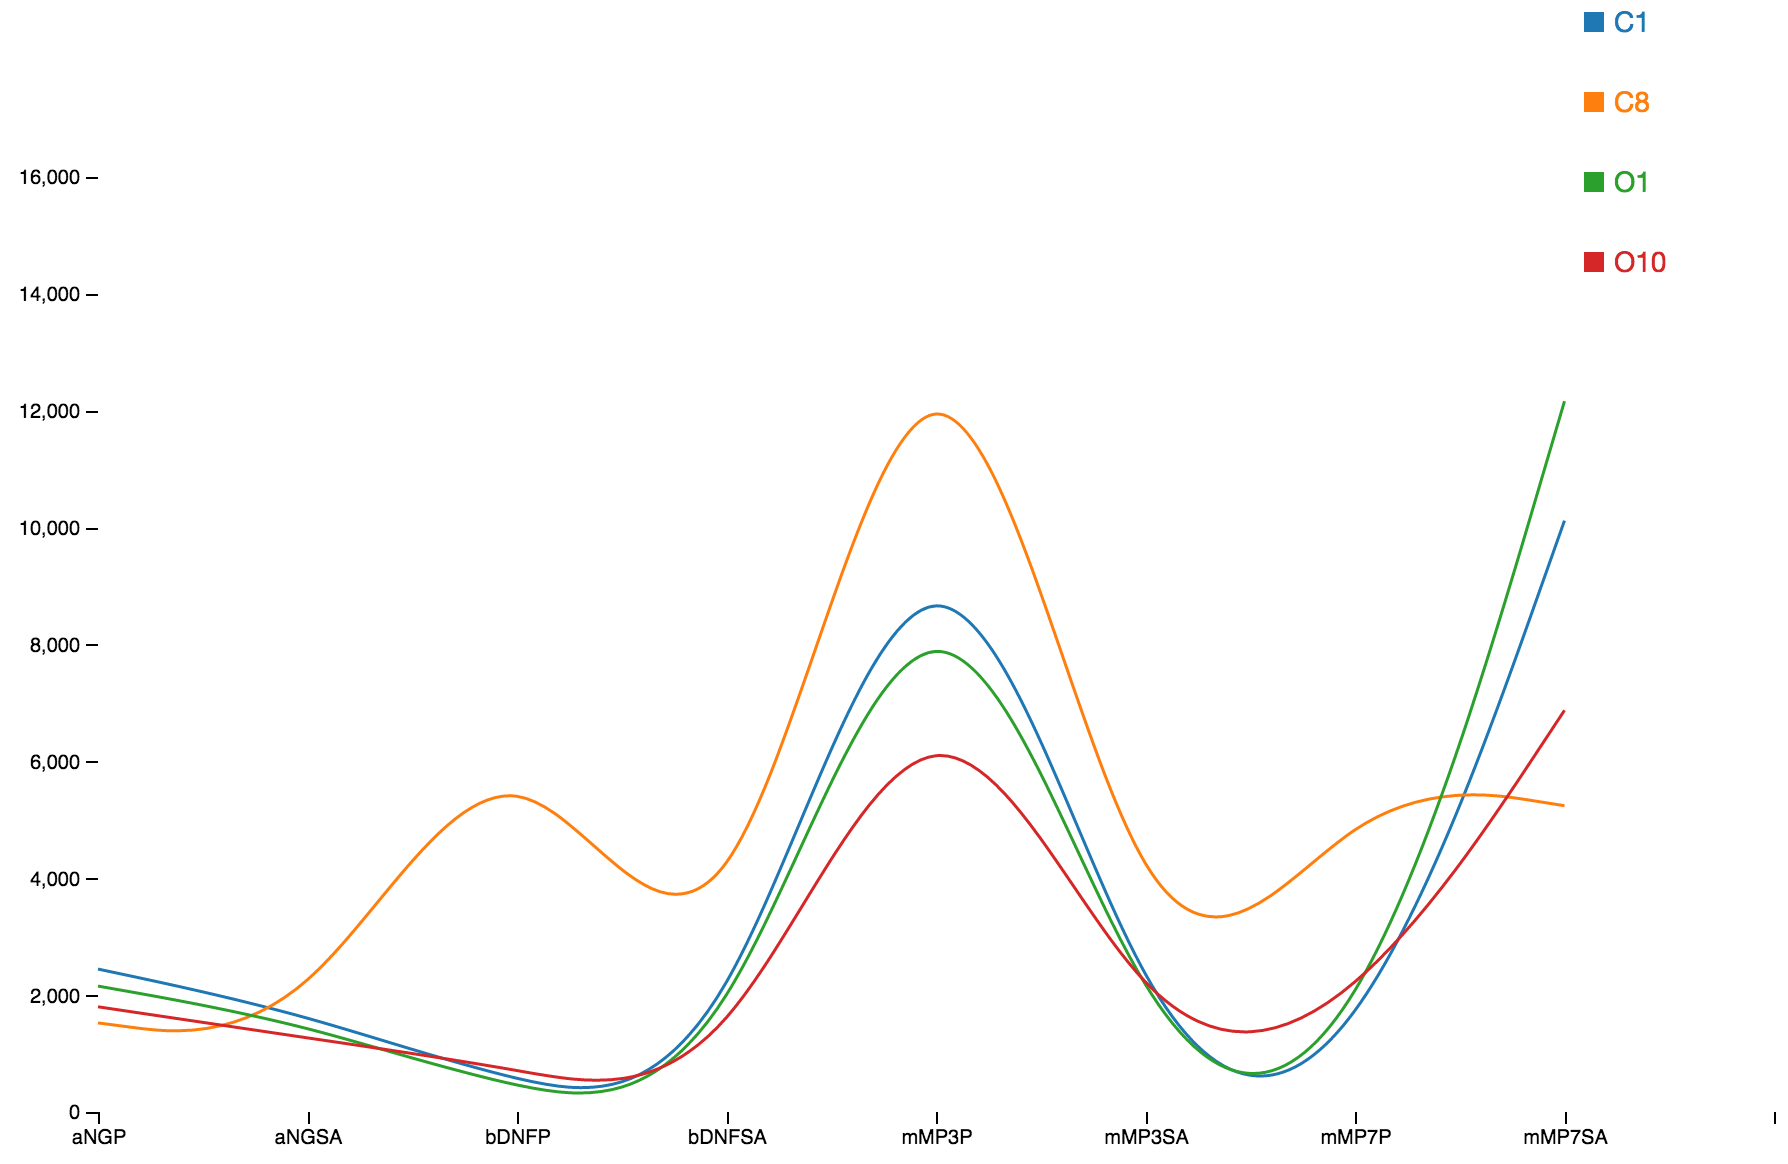 C1
C8
O1
O10
16,000
14,000
12,000
10,000
8,000
6,000
4,000
2,000
0
aNGP aNGSA bDNFP bDNFSA mMP3P mMP3SA mMP7P mMP7SA